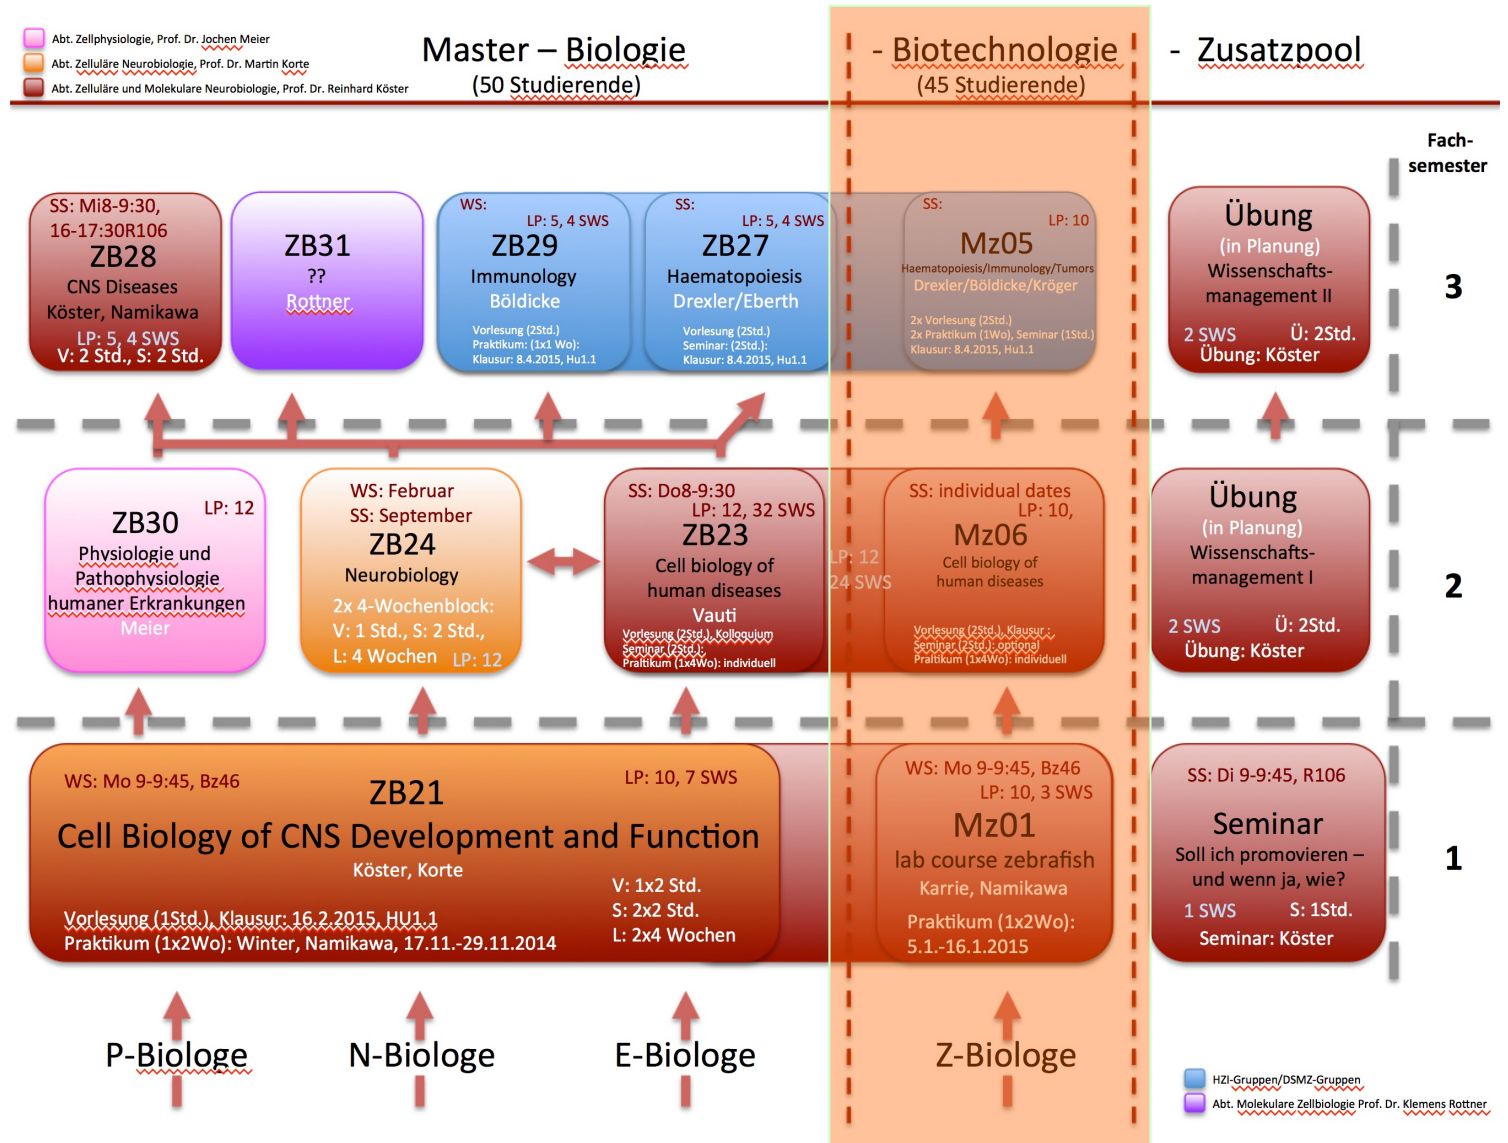 Abt. Zellphysiologie, Prof. Dr. Jochen Meier
Abt. Zelluläre Neurobiologie, Prof. Dr. Martin Korte
Abt. Zelluläre und Molekulare Neurobiologie, Prof. Dr. Reinhard Köster
Master – Biologie
(50 Studierende)
- Biotechnologie
(45 Studierende)
- Zusatzpool
Fach-
semester
SS: Mi8-9:30,
16-17:30R106
ZB28
CNS Diseases
Köster, Namikawa
LP: 5, 4 SWS
V: 2 Std., S: 2 Std.
ZB31
??
Rottner
WS:
LP: 5, 4 SWS
ZB29
Immunology
Böldicke
Vorlesung (2Std.)
Praktikum: (1x1 Wo):
Klausur: 8.4.2015, Hu1.1
SS:
LP: 5, 4 SWS
ZB27
Haematopoiesis
Drexler/Eberth
Vorlesung (2Std.)
Seminar: (2Std.):
Klausur: 8.4.2015, Hu1.1
SS:
LP: 10
Mz05
Haematopoiesis/Immunology/Tumors
Drexler/Böldicke/Kröger
2x Vorlesung (2Std.)
2x Praktikum (1Wo), Seminar (1Std.)
Klausur: 8.4.2015, Hu1.1
Übung
(in Planung)
Wissenschafts-
management II
2 SWS Ü: 2Std.
Übung: Köster
3
LP: 12
ZB30
Physiologie und
Pathophysiologie
humaner Erkrankungen
Meier
WS: Februar
SS: September
ZB24
Neurobiology
2x 4-Wochenblock:
V: 1 Std., S: 2 Std.,
L: 4 Wochen LP: 12
SS: Do8-9:30
LP: 12, 32 SWS
ZB23
Cell biology of
human diseases
Vauti
Vorlesung (2Std.), Kolloquium
Seminar (2Std.):
Praltikum (1x4Wo): individuell
LP: 12
24 SWS
SS: individual dates
LP: 10,
Mz06
Cell biology of
human diseases
Vorlesung (2Std.), Klausur :
Seminar (2Std.): optional
Praltikum (1x4Wo): individuell
Übung
(in Planung)
Wissenschafts-
management I
2 SWS Ü: 2Std.
Übung: Köster
2
WS: Mo 9-9:45, Bz46
LP: 10, 7 SWS
ZB21
Cell Biology of CNS Development and Function
Köster, Korte
V: 1x2 Std.
S: 2x2 Std.
L: 2x4 Wochen
Vorlesung (1Std.), Klausur: 16.2.2015, HU1.1
Praktikum (1x2Wo): Winter, Namikawa, 17.11.-29.11.2014
WS: Mo 9-9:45, Bz46
LP: 10, 3 SWS
Mz01
lab course zebrafish
Karrie, Namikawa
Praktikum (1x2Wo):
5.1.-16.1.2015
SS: Di 9-9:45, R106
Seminar
Soll ich promovieren –
und wenn ja, wie?
1 SWS S: 1Std.
Seminar: Köster
1
P-Biologe
N-Biologe
E-Biologe
Z-Biologe
HZI-Gruppen/DSMZ-Gruppen
Abt. Molekulare Zellbiologie Prof. Dr. Klemens Rottner